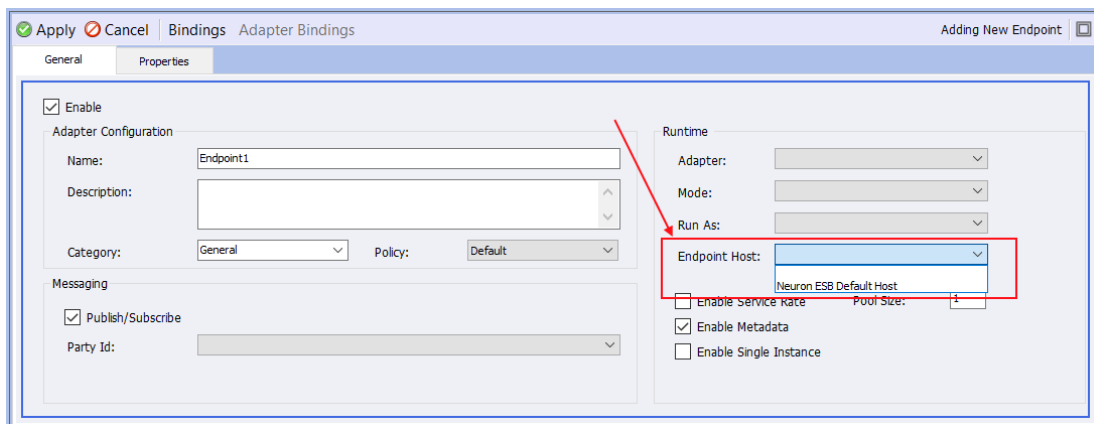 Apply Cancel Bindings Adapter Bindings Adding New Endpoint
General Properties
Enable
Adapter Configuration
Name: Endpoint1
Description:
Category: General Policy: Default
Messaging
Publish/Subscribe
Party Id:
Runtime
Adapter:
Mode:
Run As:
Endpoint Host:
Neuron ESB Default Host
Enable Service Rate Pool Size: 1
Enable Metadata
Enable Single Instance